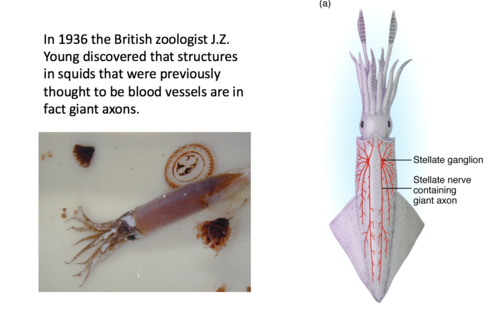 In 1936 the British zoologist J.Z.
Young discovered that structures
in squids that were previously
thought to be blood vessels are in
fact giant axons.
(a)
Stellate ganglion
Stellate nerve
containing
giant axon